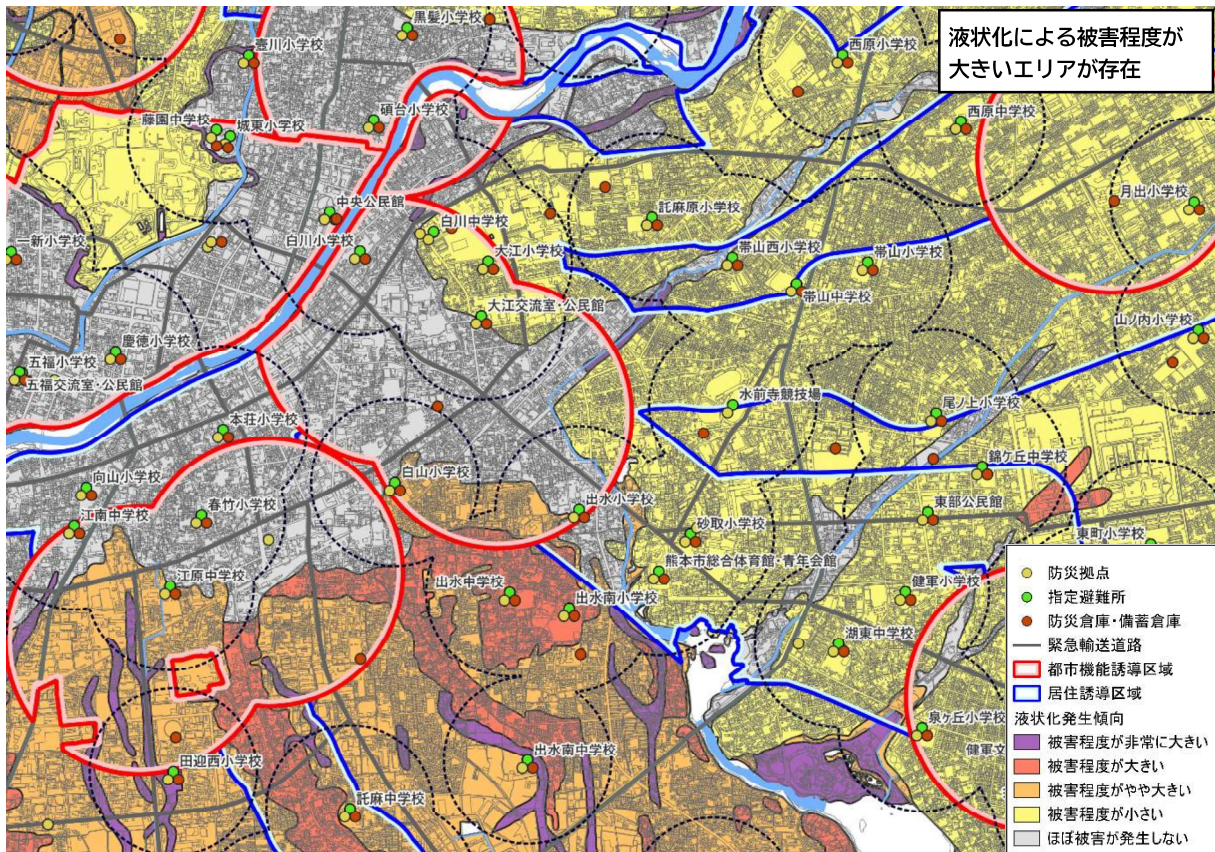 液状化による被害程度が
大きいエリアが存在
黒髪小学校
壺川小学校
西原小学校
碩台小学校
藤園中学校
城東小学校
西原中学校
月出小学校
中央公民館
白川中学校
託麻原小学校
一新小学校
白川小学校
大江小学校
帯山西小学校
帯山小学校
帯山中学校
大江交流室・公民館
山ノ内小学校
慶徳小学校
五福小学校
五福交流室・公民館
水前寺競技場
尾ノ上小学校
本荘小学校
錦ケ丘中学校
向山小学校
白山小学校
春竹小学校
出水小学校
東部公民館
江南中学校
砂取小学校
東町小学校
熊本市総合体育館・青年会館
江原中学校
出水中学校
出水南小学校
健軍小学校
湖東中学校
泉ヶ丘小学校
出水南中学校
健軍文
田迎西小学校
託麻中学校
防災拠点
指定避難所
防災倉庫・備蓄倉庫
緊急輸送道路
都市機能誘導区域
居住誘導区域
液状化発生傾向
被害程度が非常に大きい
被害程度が大きい
被害程度がやや大きい
被害程度が小さい
ほぼ被害が発生しない